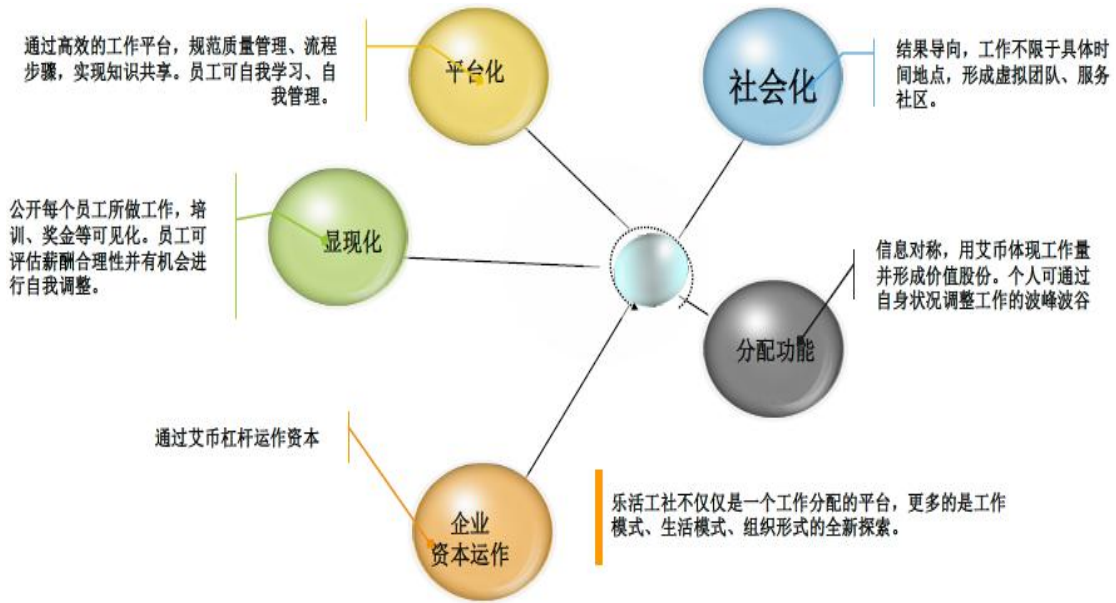 通过高效的工作平台，规范质量管理、流程
步骤，实现知识共享。员工可自我学习、自
我管理。
平台化
社会化
结果导向，工作不限于具体时
间地点，形成虚拟团队、服务
社区。
公开每个员工所做工作，培
训、奖金等可见化。员工可
评估薪酬合理性并有机会进
行自我调整。
显现化
信息对称，用艾币体现工作量
并形成价值股份。个人可通过
自身状况调整工作的波峰波谷
分配功能
通过艾币杠杆运作资本
企业
资本运作
乐活工社不仅仅是一个工作分配的平台，更多的是工作
模式、生活模式、组织形式的全新探索。